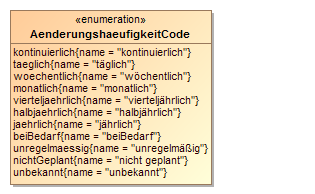 «enumeration»
AenderungshaeufigkeitCode
kontinuierlich{name = "kontinuierlich"}
taeglich{name = "täglich"}
woechentlich{name = "wöchentlich"}
monatlich{name = "monatlich"}
vierteljaehrlich{name = "vierteljährlich"}
halbjaehrlich{name = "halbjährlich"}
jaehrlich{name = "jährlich"}
beiBedarf{name = "beiBedarf"}
unregelmaessig{name = "unregelmäßig"}
nichtGeplant{name = "nicht geplant"}
unbekannt{name = "unbekannt"}